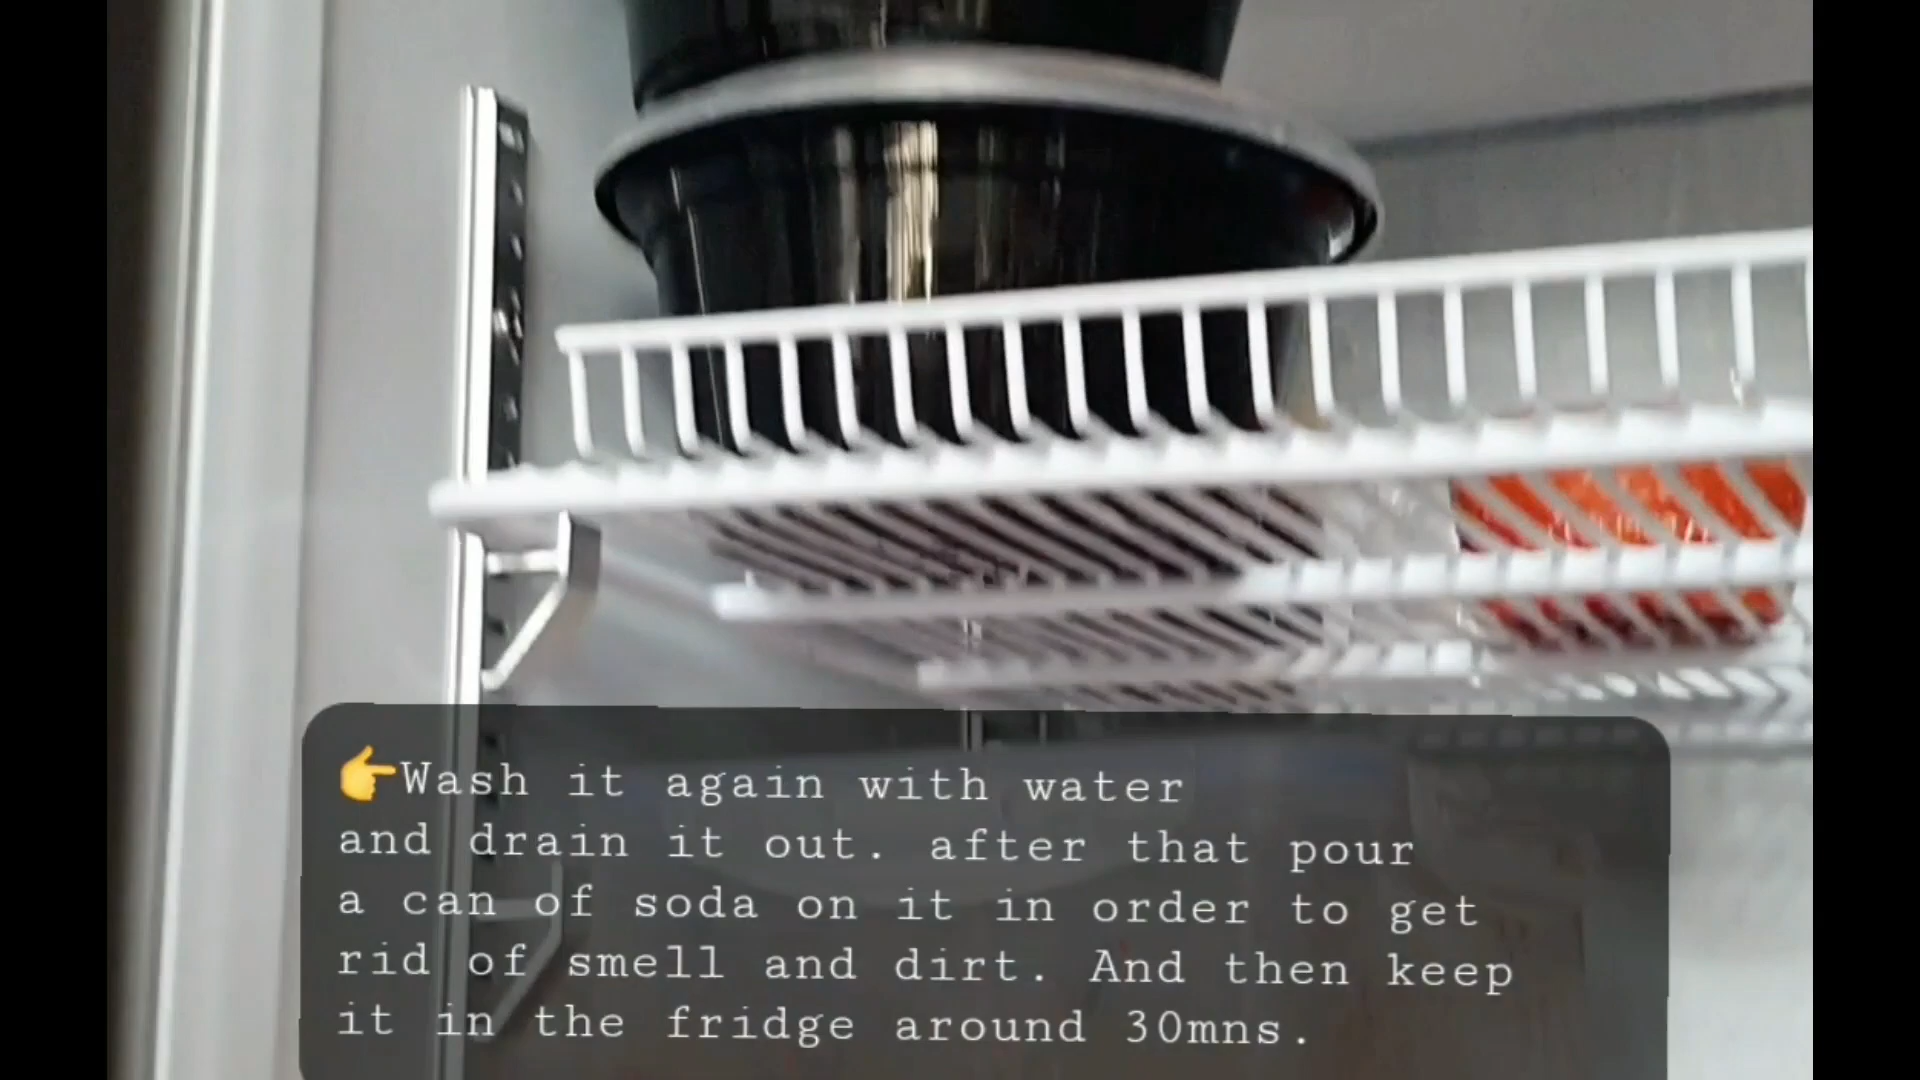 👉Wash it again with water
and drain it out. after that pour
a can of soda on it in order to get
rid of smell and dirt. And then keep
it in the fridge around 30mns.